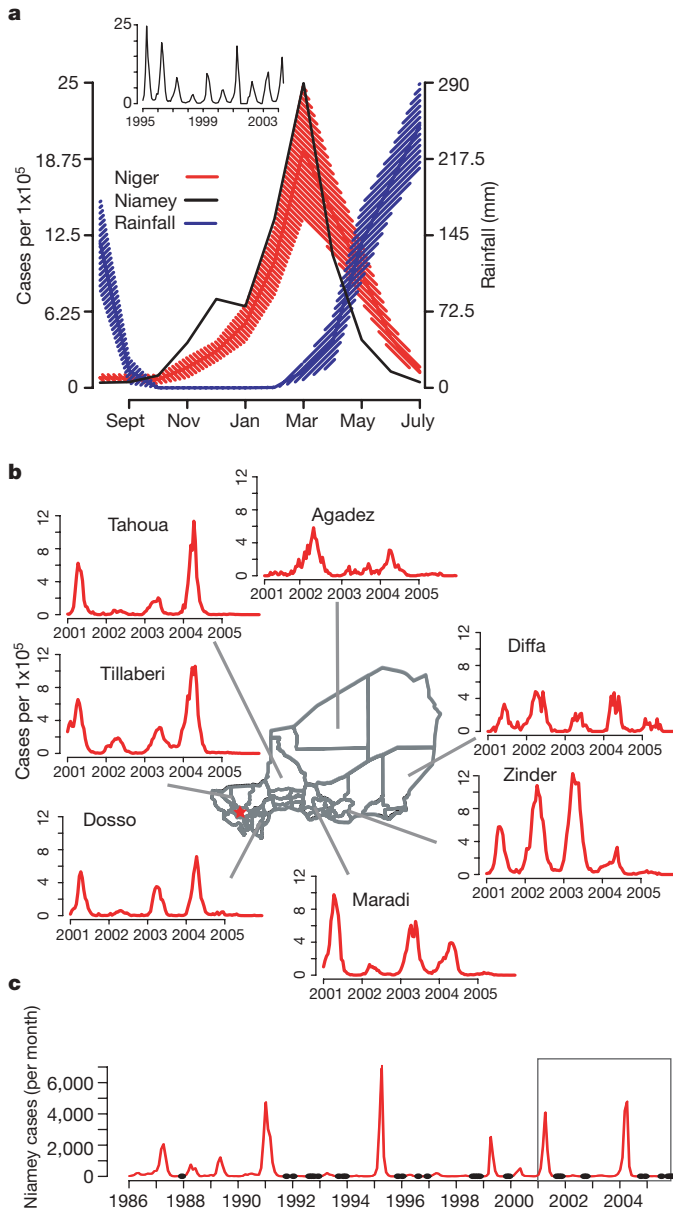 a
25
0
1995 1999 2003
25
18.75
12.5
6.25
0
Cases per 1x10⁵
Niger
Niamey
Rainfall
290
217.5
145
72.5
0
Rainfall (mm)
Sept Nov Jan Mar May July
b
Cases per 1x10⁵
Tahoua
12
8
4
0
2001 2002 2003 2004 2005
Agadez
12
8
4
0
2001 2002 2003 2004 2005
Tillaberi
12
8
4
0
2001 2002 2003 2004 2005
Diffa
12
8
4
0
2001 2002 2003 2004 2005
Zinder
12
8
4
0
2001 2002 2003 2004 2005
Dosso
12
8
4
0
2001 2002 2003 2004 2005
Maradi
12
8
4
0
2001 2002 2003 2004 2005
c
Niamey cases (per month)
6,000
4,000
2,000
0
1986 1988 1990 1992 1994 1996 1998 2000 2002 2004